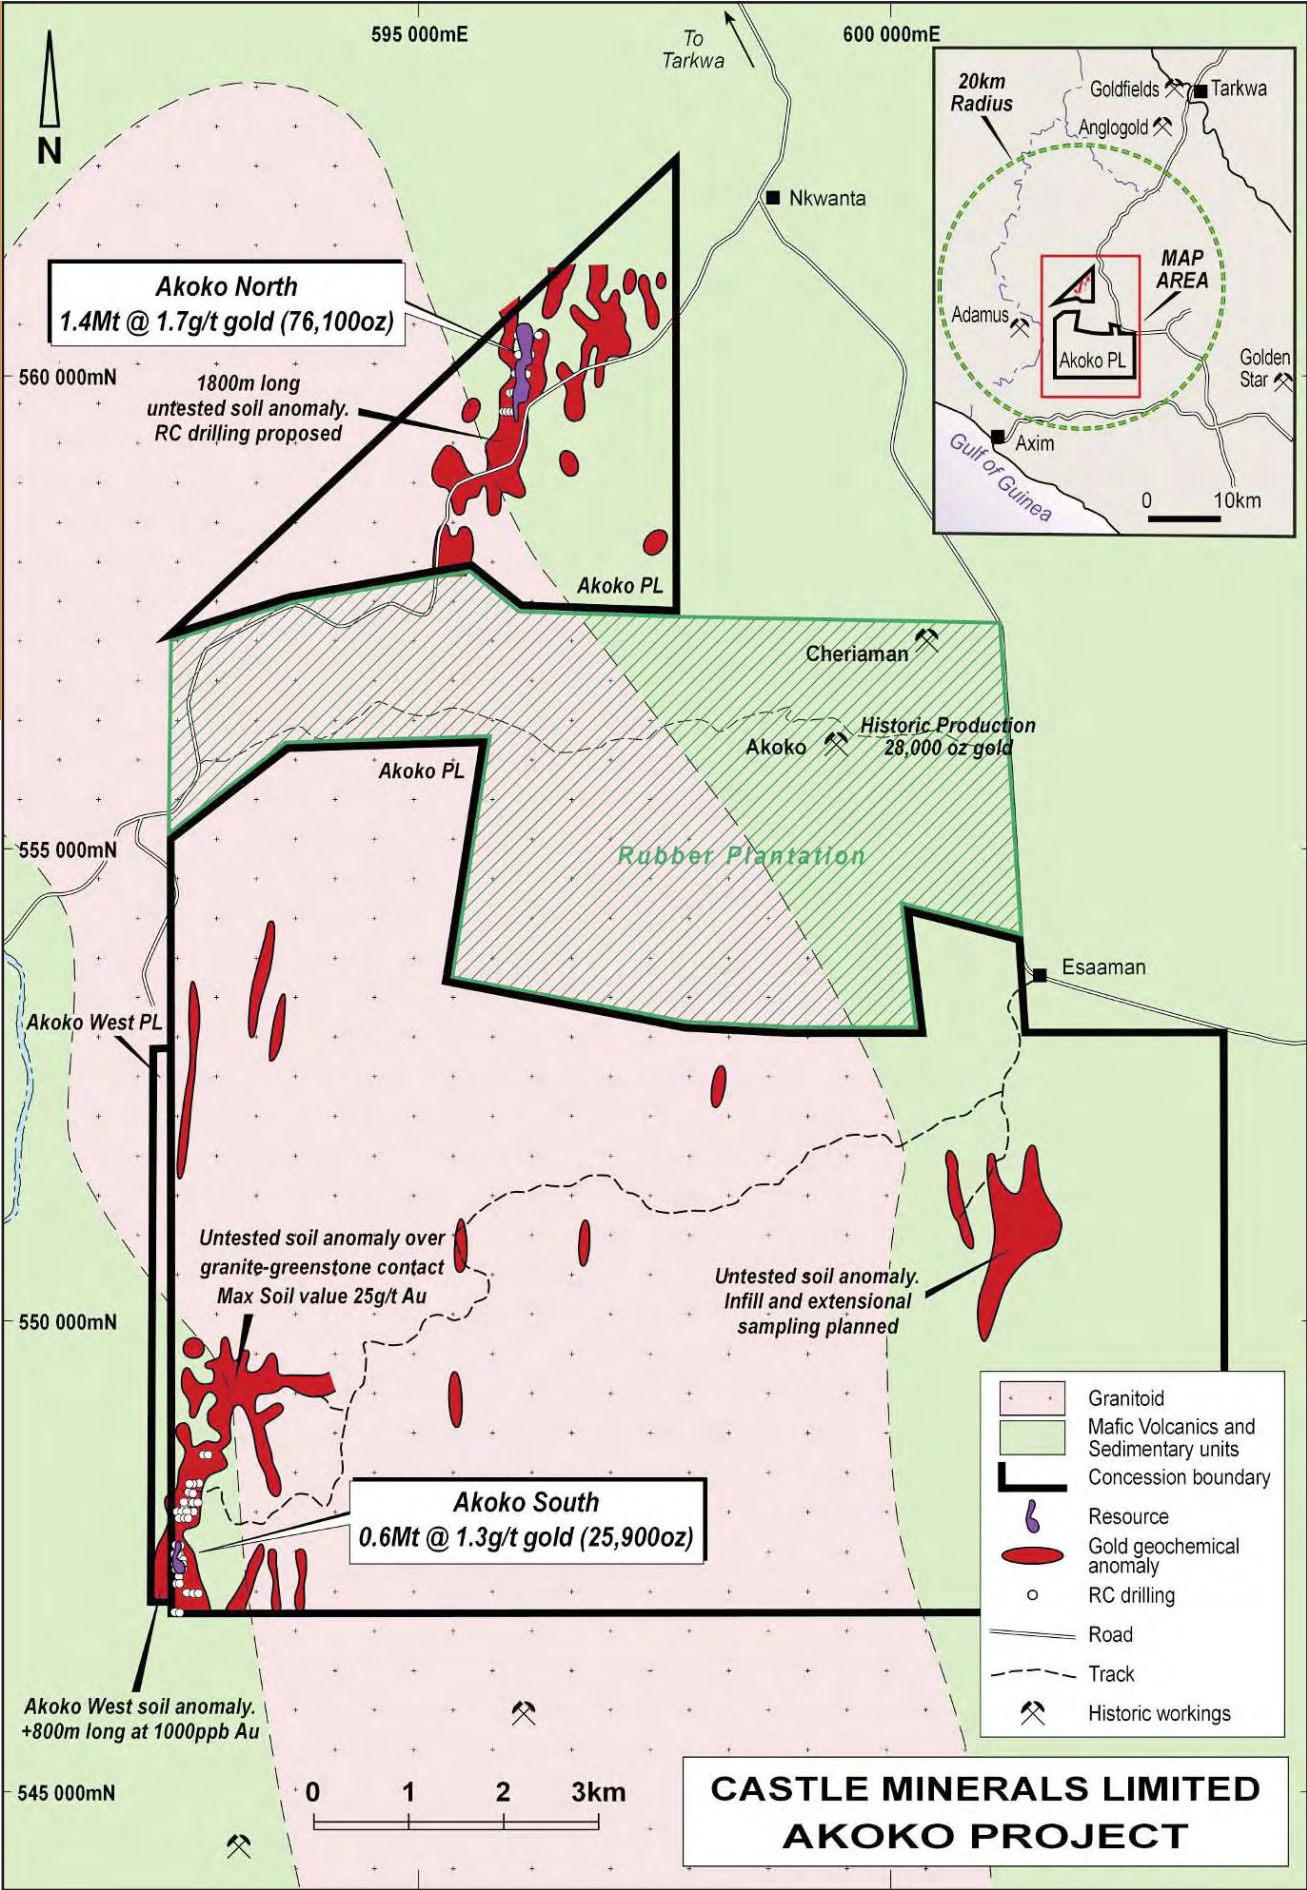 595 000mE
600 000mE
To
Tarkwa
N
Nkwanta
20km
Radius
Goldfields
Tarkwa
Anglogold
MAP
AREA
Adamus
Akoko PL
Golden
Star
Axim
Gulf of Guinea
0 10km
Akoko North
1.4Mt @ 1.7g/t gold (76,100oz)
560 000mN
1800m long
untested soil anomaly.
RC drilling proposed
Akoko PL
Cheriaman
Historic Production
28,000 oz gold
Akoko
Akoko PL
555 000mN
Rubber Plantation
Esaaman
Akoko West PL
Untested soil anomaly over
granite-greenstone contact
Max Soil value 25g/t Au
Untested soil anomaly.
Infill and extensional
sampling planned
550 000mN
Akoko South
0.6Mt @ 1.3g/t gold (25,900oz)
Granitoid
Mafic Volcanics and
Sedimentary units
Concession boundary
Resource
Gold geochemical
anomaly
RC drilling
Road
Track
Historic workings
Akoko West soil anomaly.
+800m long at 1000ppb Au
545 000mN
0 1 2 3km
CASTLE MINERALS LIMITED
AKOKO PROJECT